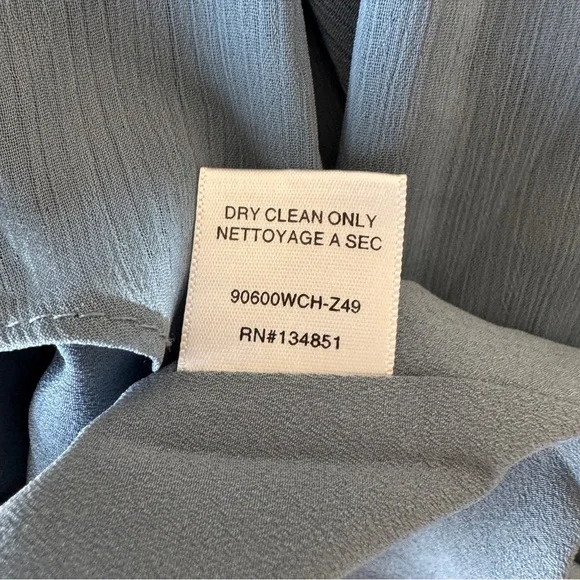 DRY CLEAN ONLY
NETTOYAGE A SEC
90600WCH-Z49
RN#134851